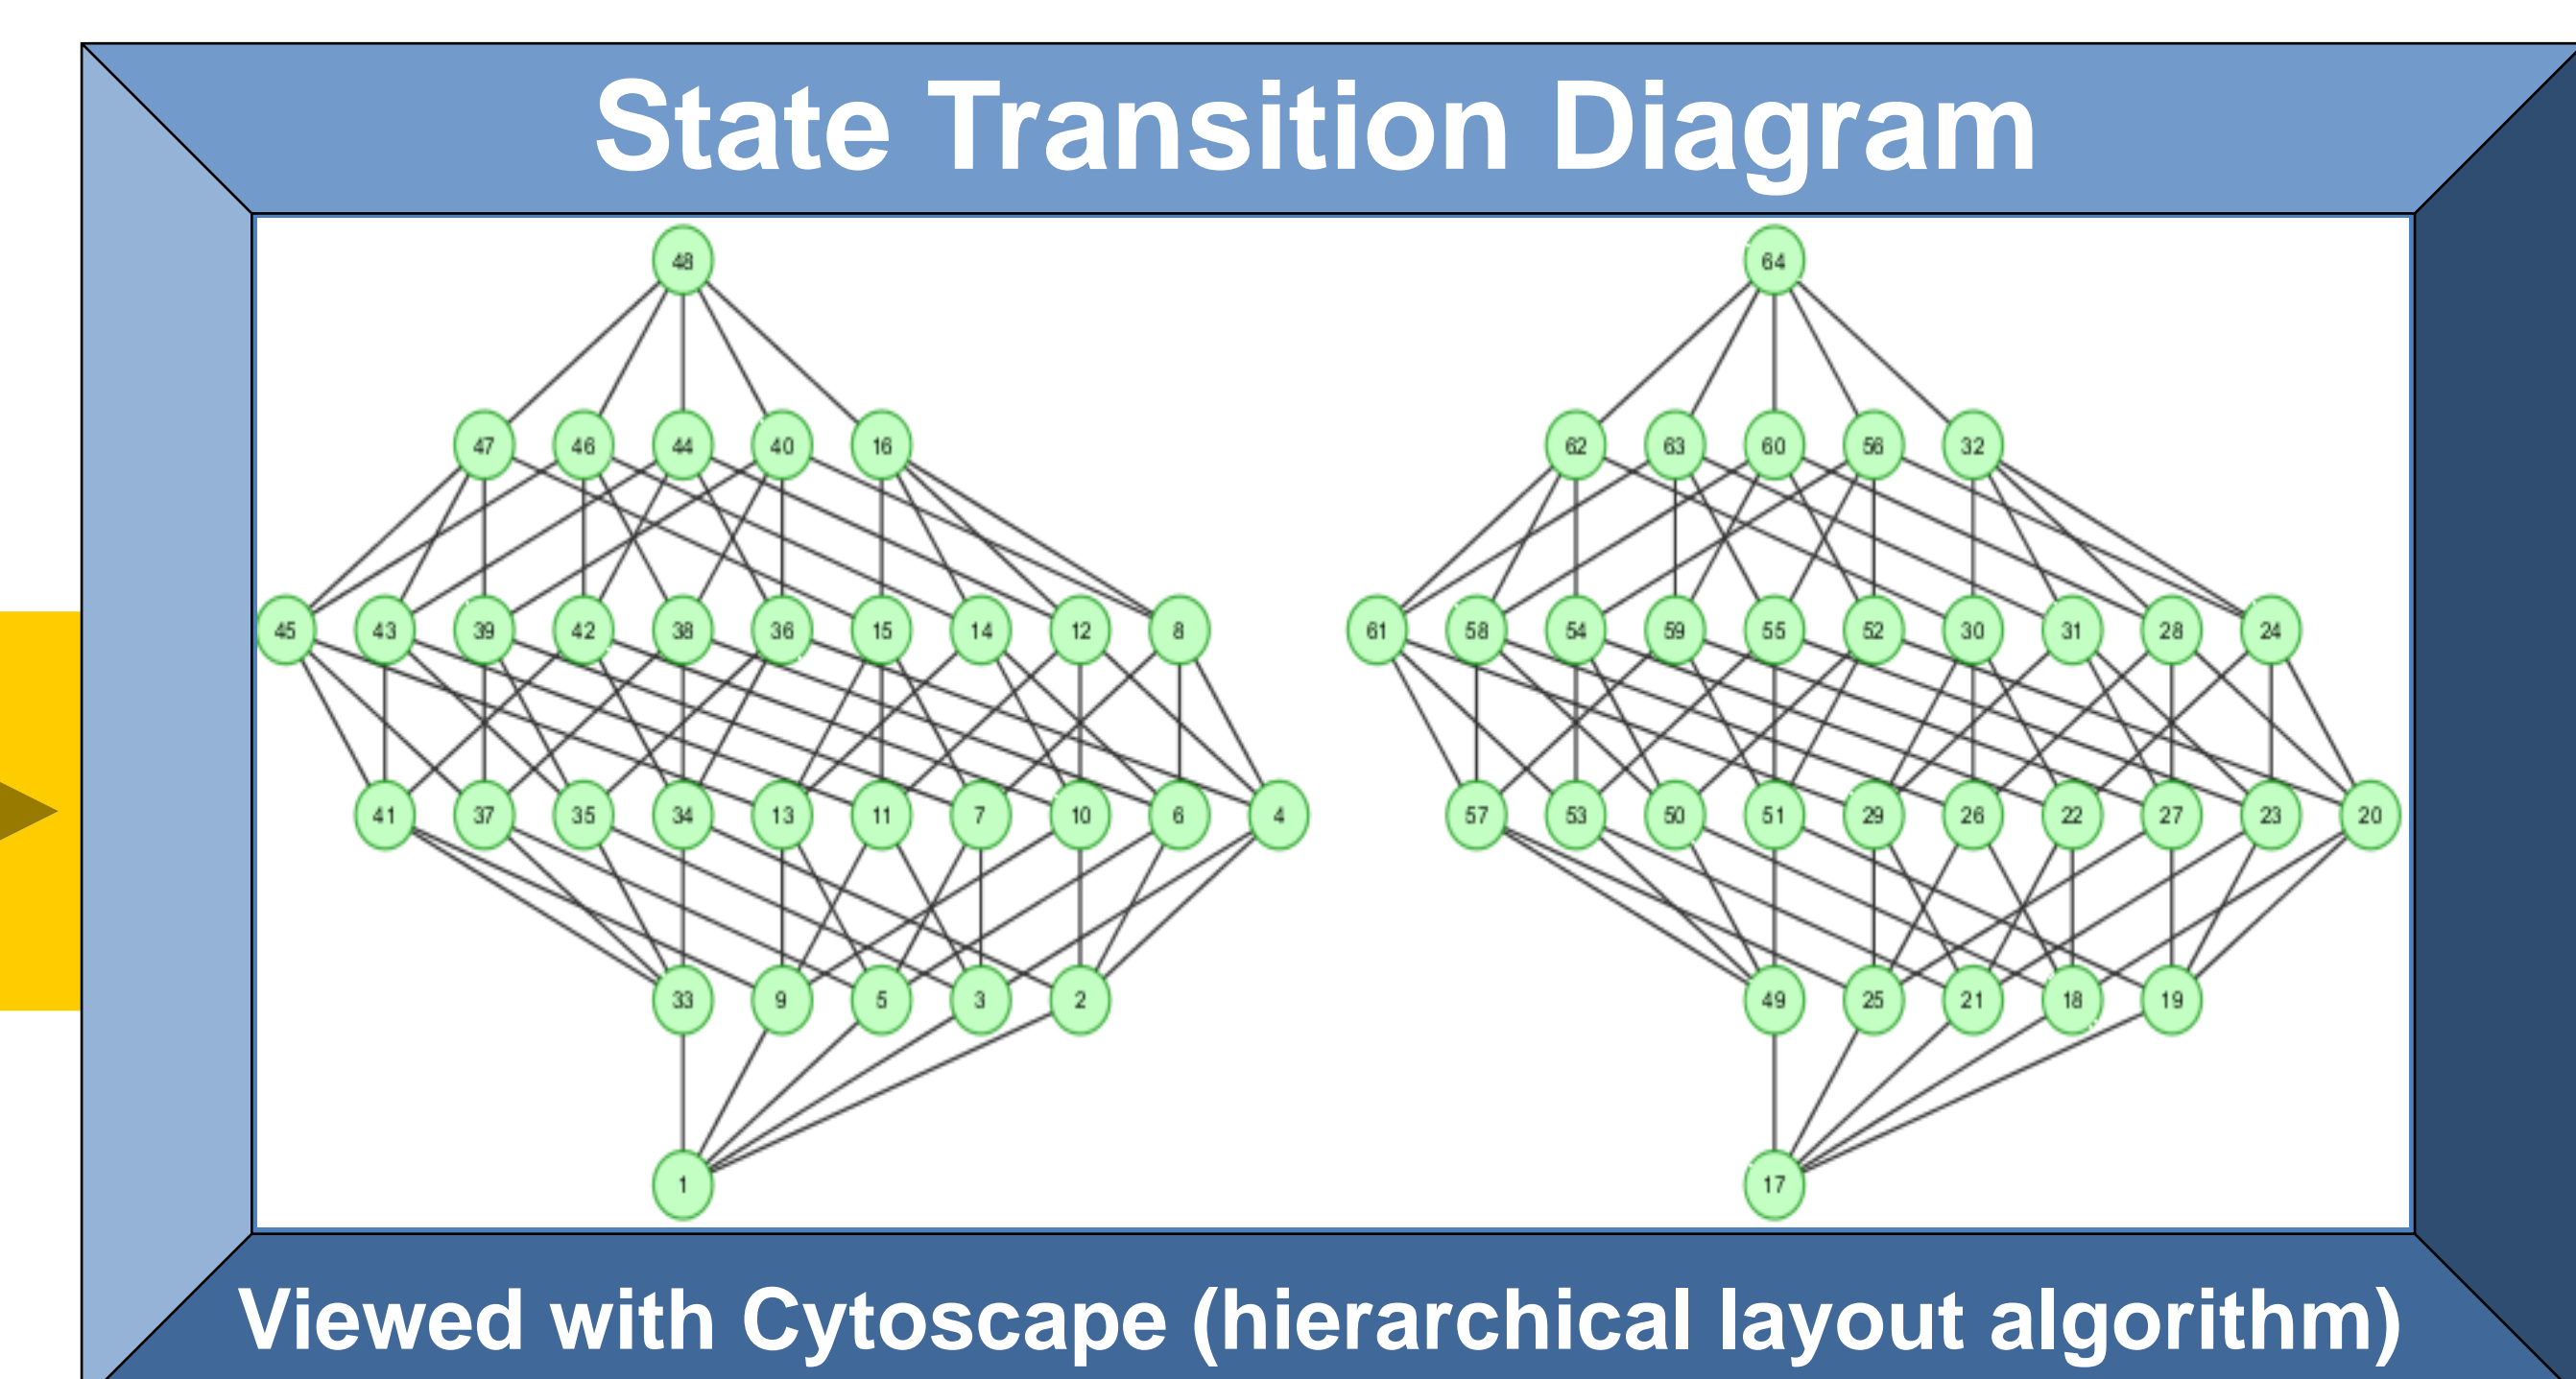 State Transition Diagram
48 64
47 46 44 40 16 62 63 60 56 32
45 43 39 42 38 36 15 14 12 8 61 58 54 59 55 52 30 31 28 24
41 37 35 34 13 11 7 10 6 4 57 53 50 51 29 26 22 27 23 20
33 9 5 3 2 49 25 21 18 19
1 17
Viewed with Cytoscape (hierarchical layout algorithm)